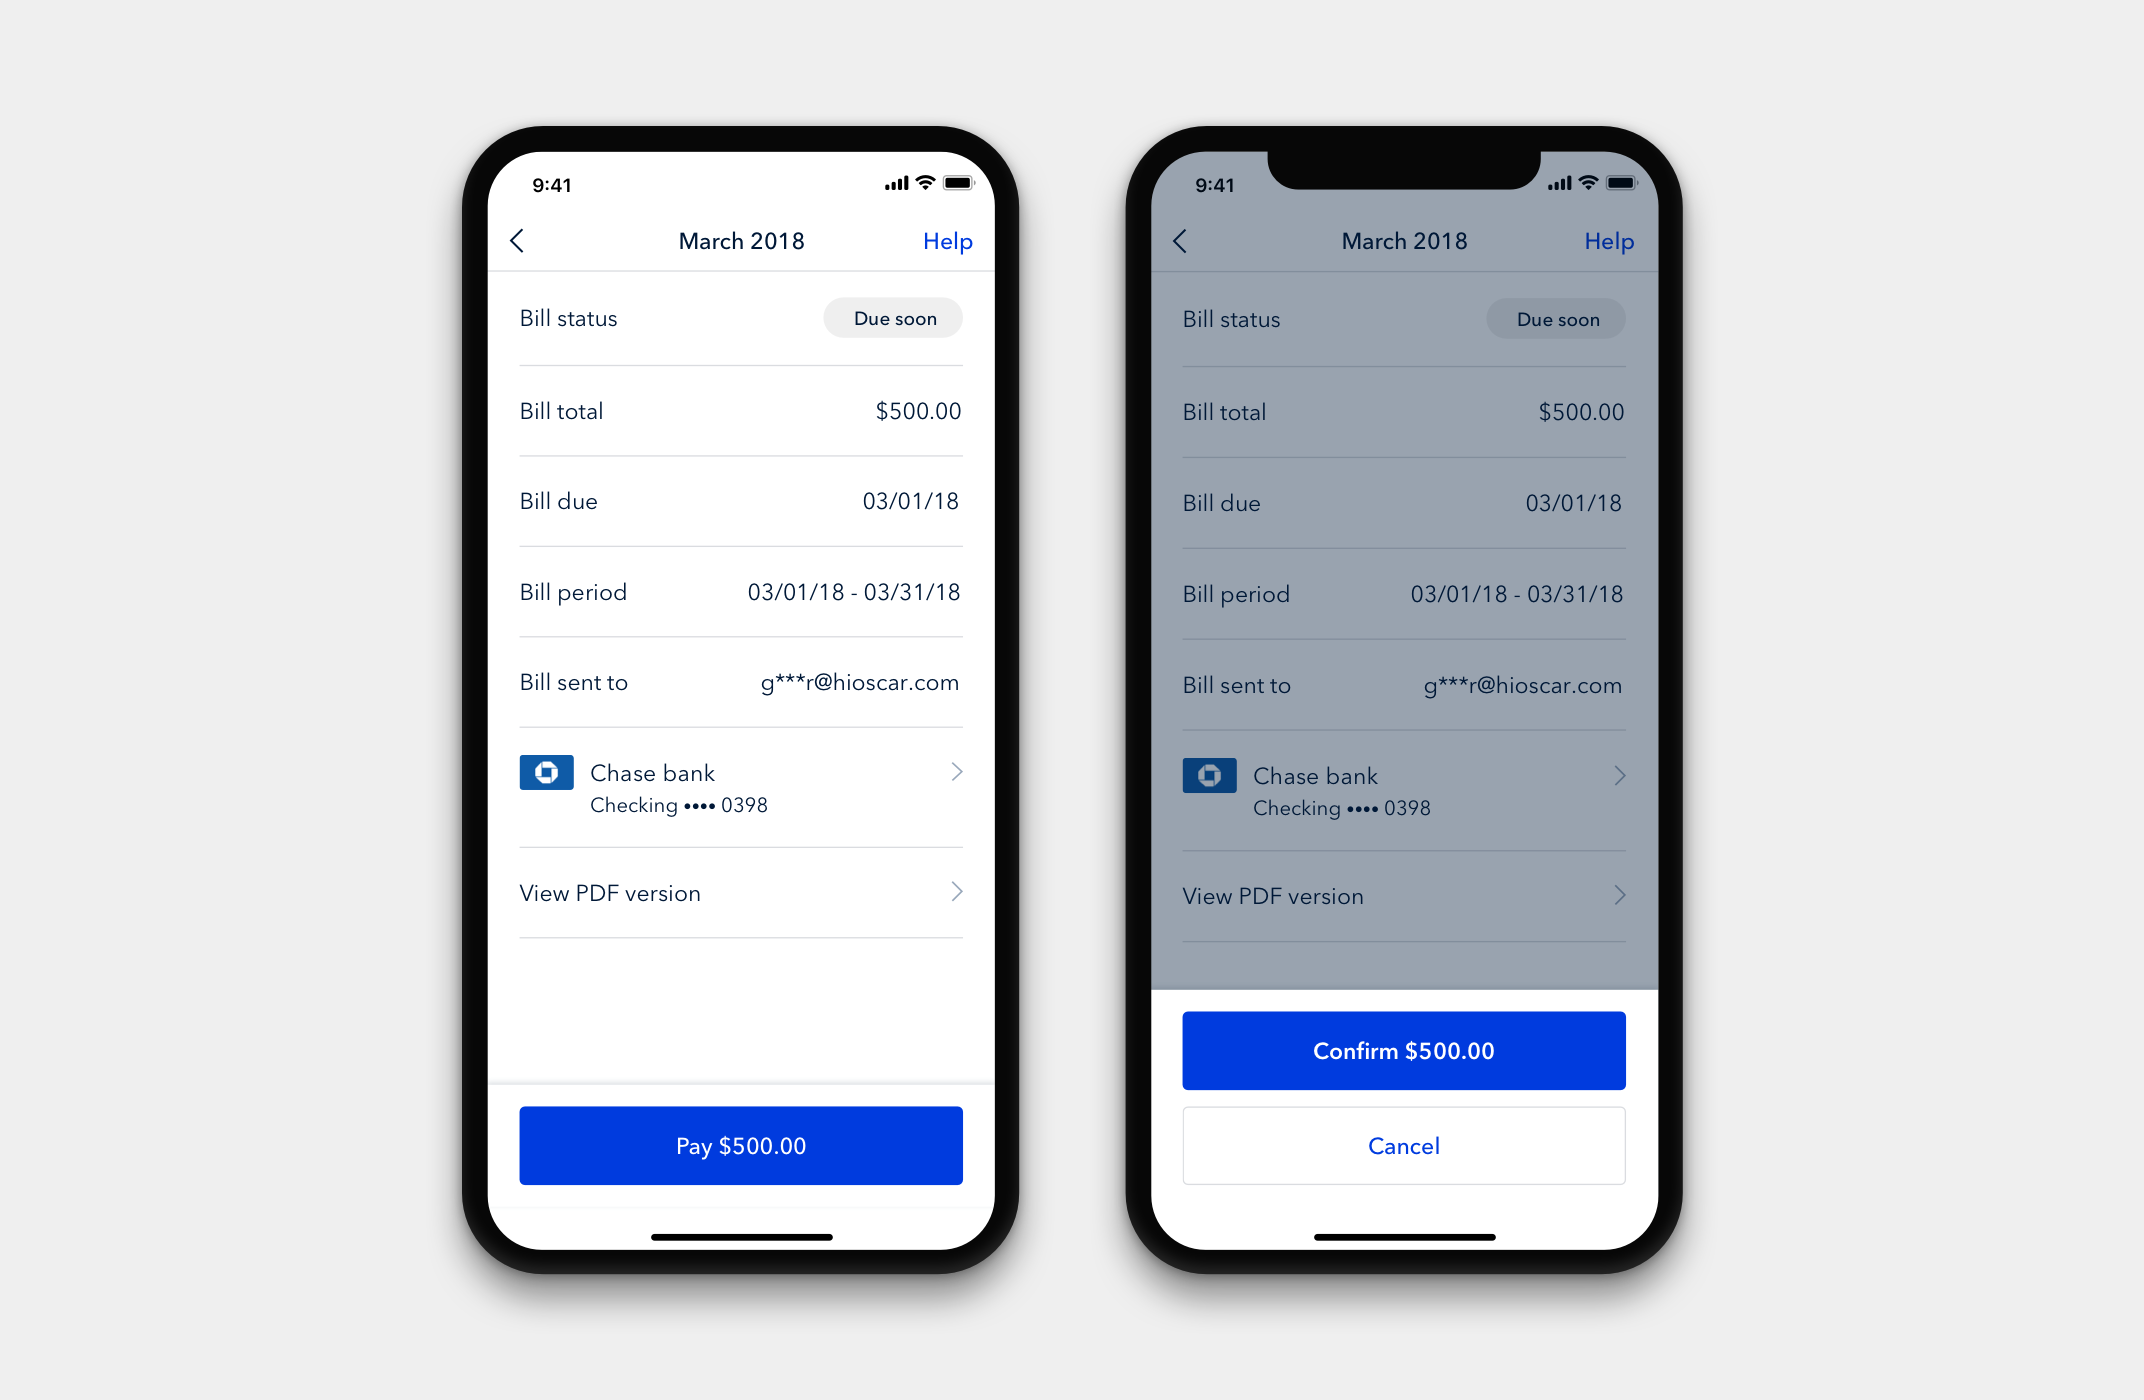 9:41
March 2018
Help
Bill status
Due soon
Bill total
$500.00
Bill due
03/01/18
Bill period
03/01/18 - 03/31/18
Bill sent to
g***r@hioscar.com
Chase bank
Checking •••• 0398
View PDF version
Pay $500.00
9:41
March 2018
Help
Bill status
Due soon
Bill total
$500.00
Bill due
03/01/18
Bill period
03/01/18 - 03/31/18
Bill sent to
g***r@hioscar.com
Chase bank
Checking •••• 0398
View PDF version
Confirm $500.00
Cancel